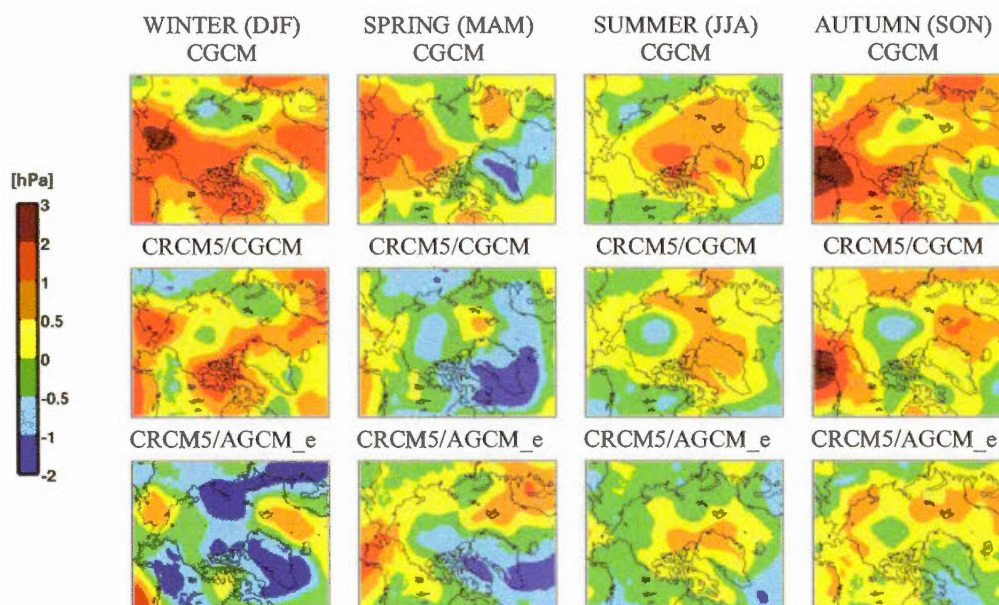 WINTER (DJF) SPRING (MAM) SUMMER (JJA) AUTUMN (SON)
CGCM CGCM CGCM CGCM
[hPa]
3
2
1
0.5
0
-0.5
-1
-2
CRCM5/CGCM CRCM5/CGCM CRCM5/CGCM CRCM5/CGCM
CRCM5/AGCM_e CRCM5/AGCM_e CRCM5/AGCM_e CRCM5/AGCM_e